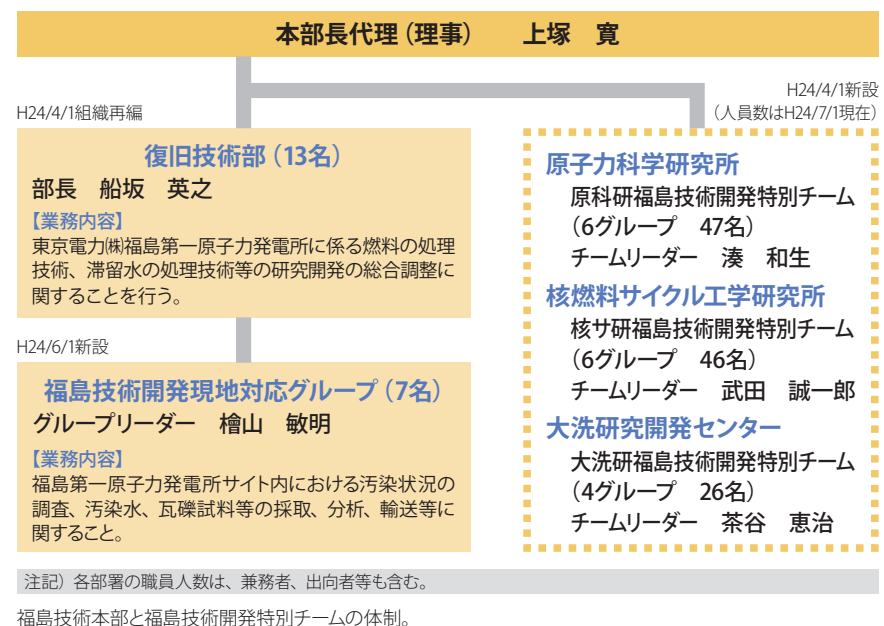 本部長代理（理事）　上塚　寛
H24/4/1組織再編
復旧技術部（13名）
部長　船坂　英之
【業務内容】
東京電力㈱福島第一原子力発電所に係る燃料の処理
技術、滞留水の処理技術等の研究開発の総合調整に
関することを行う。
H24/6/1新設
福島技術開発現地対応グループ（7名）
グループリーダー　檜山　敏明
【業務内容】
福島第一原子力発電所サイト内における汚染状況の
調査、汚染水、瓦礫試料等の採取、分析、輸送等に
関すること。
H24/4/1新設
（人員数はH24/7/1現在）
原子力科学研究所
原科研福島技術開発特別チーム
（6グループ　47名）
チームリーダー　湊　和生
核燃料サイクル工学研究所
核サ研福島技術開発特別チーム
（6グループ　46名）
チームリーダー　武田　誠一郎
大洗研究開発センター
大洗研福島技術開発特別チーム
（4グループ　26名）
チームリーダー　茶谷　恵治
注記）各部署の職員人数は、兼務者、出向者等も含む。
福島技術本部と福島技術開発特別チームの体制。